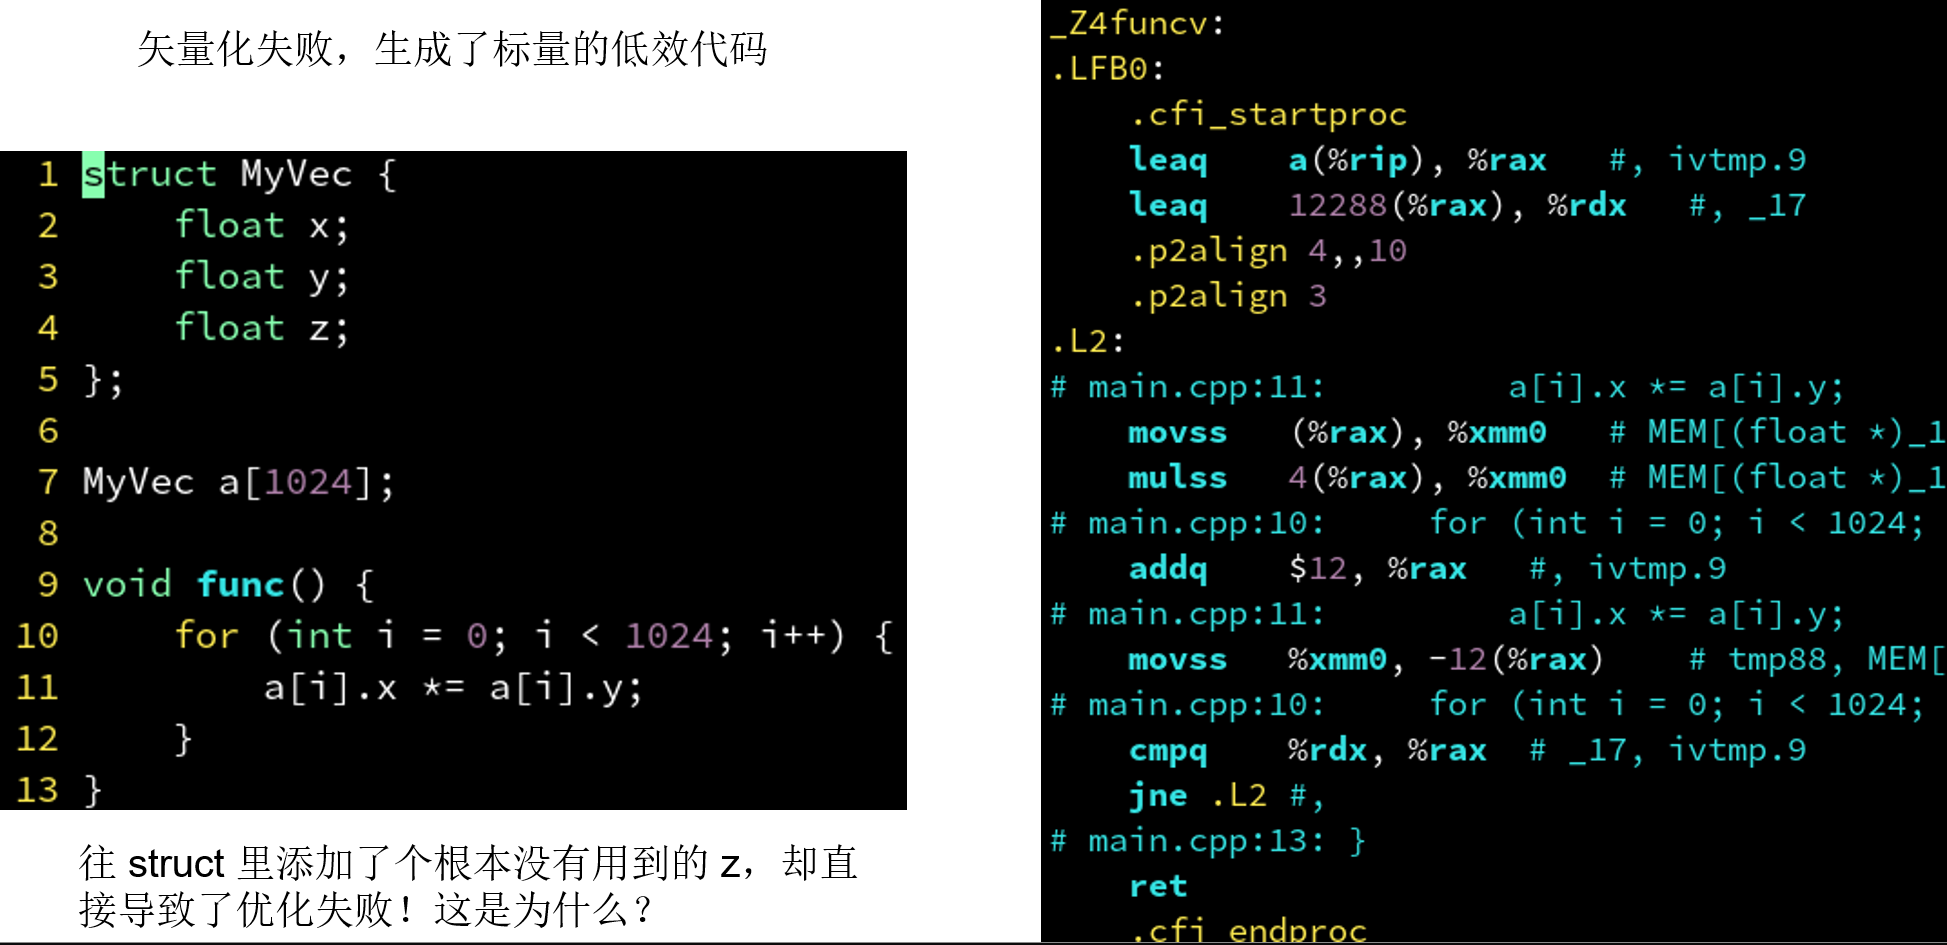 矢量化失败，生成了标量的低效代码
1 struct MyVec {
2     float x;
3     float y;
4     float z;
5 };
6
7 MyVec a[1024];
8
9 void func() {
10     for (int i = 0; i < 1024; i++) {
11         a[i].x *= a[i].y;
12     }
13 }
往 struct 里添加了个根本没有用到的 z，却直
接导致了优化失败！这是为什么？
_Z4funcv:
.LFB0:
    .cfi_startproc
    leaq    a(%rip), %rax   #, ivtmp.9
    leaq    12288(%rax), %rdx   #, _17
    .p2align 4,,10
    .p2align 3
.L2:
# main.cpp:11:         a[i].x *= a[i].y;
    movss   (%rax), %xmm0   # MEM[(float *)_1
    mulss   4(%rax), %xmm0  # MEM[(float *)_1
# main.cpp:10:     for (int i = 0; i < 1024;
    addq    $12, %rax   #, ivtmp.9
# main.cpp:11:         a[i].x *= a[i].y;
    movss   %xmm0, -12(%rax)    # tmp88, MEM[
# main.cpp:10:     for (int i = 0; i < 1024;
    cmpq    %rdx, %rax  # _17, ivtmp.9
    jne .L2 #,
# main.cpp:13: }
    ret
    .cfi_endproc